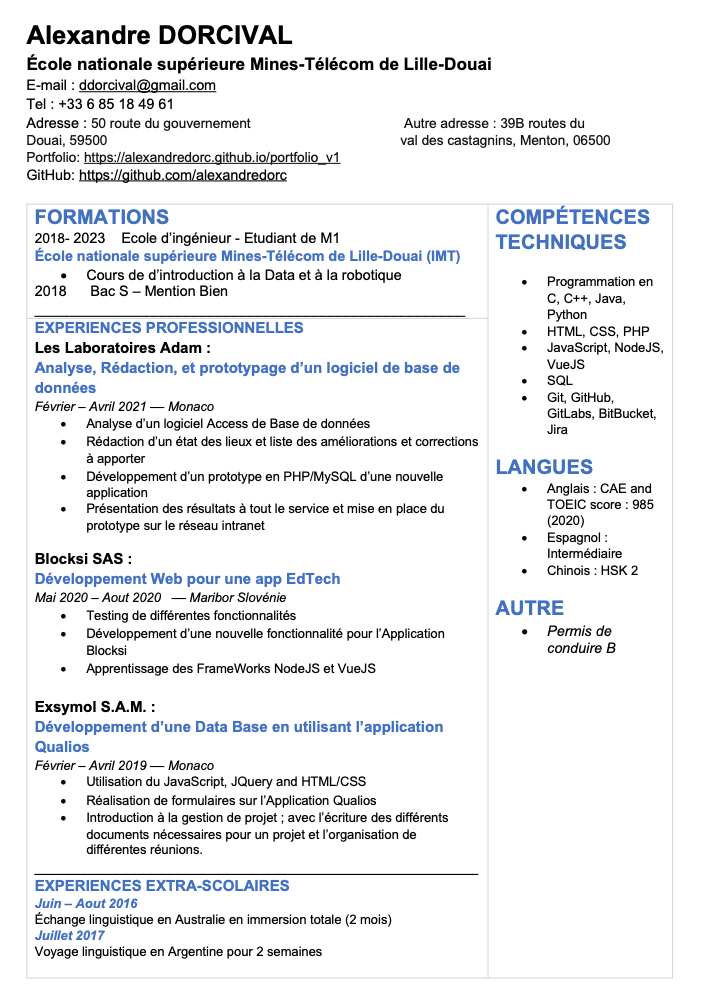 Alexandre DORCIVAL
École nationale supérieure Mines-Télécom de Lille-Douai
E-mail : ddorcival@gmail.com
Tel : +33 6 85 18 49 61
Adresse : 50 route du gouvernement
Douai, 59500
Autre adresse : 39B routes du
val des castagnins, Menton, 06500
Portfolio: https://alexandredorc.github.io/portfolio_v1
GitHub: https://github.com/alexandredorc
FORMATIONS
2018- 2023 Ecole d’ingénieur - Etudiant de M1
École nationale supérieure Mines-Télécom de Lille-Douai (IMT)
• Cours de d’introduction à la Data et à la robotique
2018 Bac S – Mention Bien
EXPERIENCES PROFESSIONNELLES
Les Laboratoires Adam :
Analyse, Rédaction, et prototypage d’un logiciel de base de
données
Février – Avril 2021 –– Monaco
• Analyse d’un logiciel Access de Base de données
• Rédaction d’un état des lieux et liste des améliorations et corrections
à apporter
• Développement d’un prototype en PHP/MySQL d’une nouvelle
application
• Présentation des résultats à tout le service et mise en place du
prototype sur le réseau intranet
Blocksi SAS :
Développement Web pour une app EdTech
Mai 2020 – Aout 2020 –– Maribor Slovénie
• Testing de différentes fonctionnalités
• Développement d’une nouvelle fonctionnalité pour l’Application
Blocksi
• Apprentissage des FrameWorks NodeJS et VueJS
Exsymol S.A.M. :
Développement d’une Data Base en utilisant l’application
Qualios
Février – Avril 2019 –– Monaco
• Utilisation du JavaScript, JQuery and HTML/CSS
• Réalisation de formulaires sur l’Application Qualios
• Introduction à la gestion de projet ; avec l’écriture des différents
documents nécessaires pour un projet et l’organisation de
différentes réunions.
EXPERIENCES EXTRA-SCOLAIRES
Juin – Aout 2016
Échange linguistique en Australie en immersion totale (2 mois)
Juillet 2017
Voyage linguistique en Argentine pour 2 semaines
COMPÉTENCES
TECHNIQUES
• Programmation en
C, C++, Java,
Python
• HTML, CSS, PHP
• JavaScript, NodeJS,
VueJS
• SQL
• Git, GitHub,
GitLabs, BitBucket,
Jira
LANGUES
• Anglais : CAE and
TOEIC score : 985
(2020)
• Espagnol :
Intermédiaire
• Chinois : HSK 2
AUTRE
• Permis de
conduire B